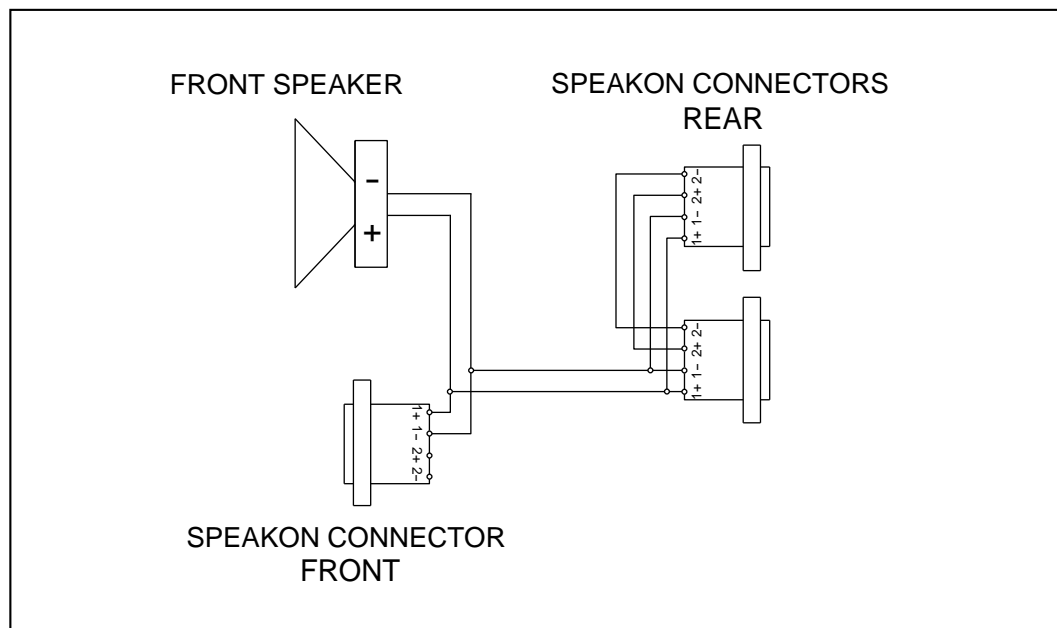 FRONT SPEAKER
-
+
SPEAKON CONNECTORS
REAR
1+ 1- 2+ 2-
1+ 1- 2+ 2-
1+ 1- 2+ 2-
SPEAKON CONNECTOR
FRONT